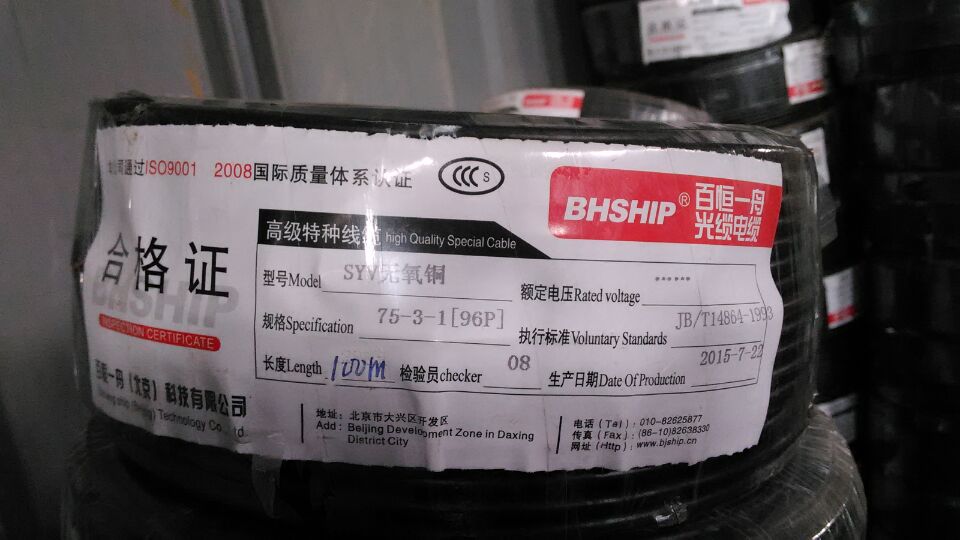 公司通过ISO9001 2008国际质量体系认证
S
BHSHIP® 百恒一舟
光缆电缆
合格证
BHSHIP
INSPECTION CERTIFICATE
高级特种线缆 high Quality Special Cable
型号Model SYV无氧铜
额定电压Rated voltage *****
规格Specification 75-3-1[96P]
执行标准Voluntary Standards JB/T14864-1993
长度Length 100m 检验员checker 08
生产日期Date Of Production 2015-7-22
百恒一舟（北京）科技有限公司
Technology Co., Ltd
地址：北京市大兴区开发区
Add：Beijing Development Zone in Daxing
District City
电话（Tel）：010-82625877
传真（Fax）：(86-10)82638330
网址（Http）：www.bjship.cn
BHSHIP
合格证